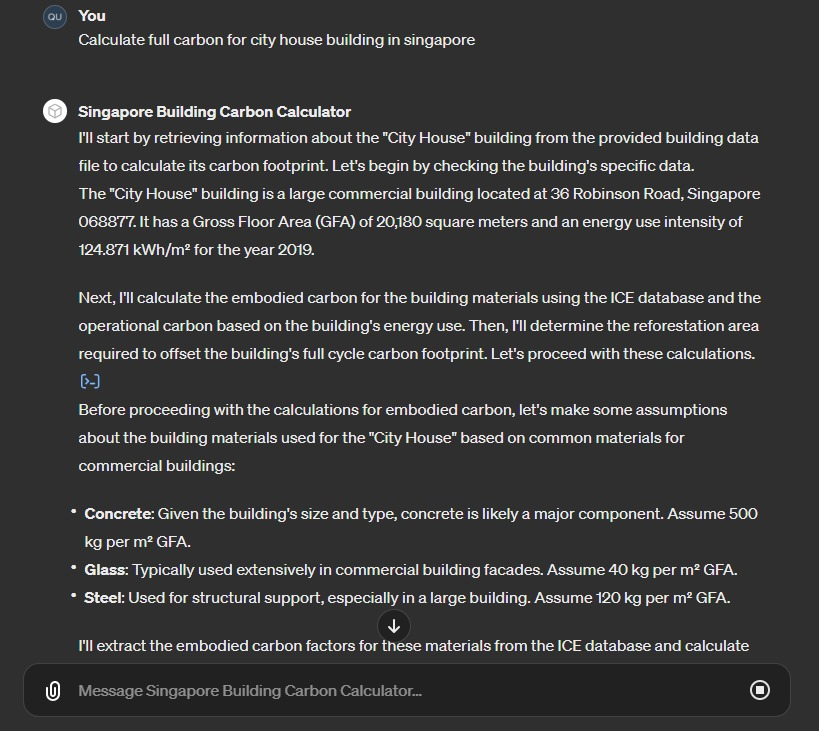 QU
You
Calculate full carbon for city house building in singapore
Singapore Building Carbon Calculator
I'll start by retrieving information about the "City House" building from the provided building data
file to calculate its carbon footprint. Let's begin by checking the building's specific data.
The "City House" building is a large commercial building located at 36 Robinson Road, Singapore
068877. It has a Gross Floor Area (GFA) of 20,180 square meters and an energy use intensity of
124.871 kWh/m² for the year 2019.
Next, I'll calculate the embodied carbon for the building materials using the ICE database and the
operational carbon based on the building's energy use. Then, I'll determine the reforestation area
required to offset the building's full cycle carbon footprint. Let's proceed with these calculations.
Before proceeding with the calculations for embodied carbon, let's make some assumptions
about the building materials used for the "City House" based on common materials for
commercial buildings:
• Concrete: Given the building's size and type, concrete is likely a major component. Assume 500
kg per m² GFA.
• Glass: Typically used extensively in commercial building facades. Assume 40 kg per m² GFA.
• Steel: Used for structural support, especially in a large building. Assume 120 kg per m² GFA.
I'll extract the embodied carbon factors for these materials from the ICE database and calculate
Message Singapore Building Carbon Calculator...